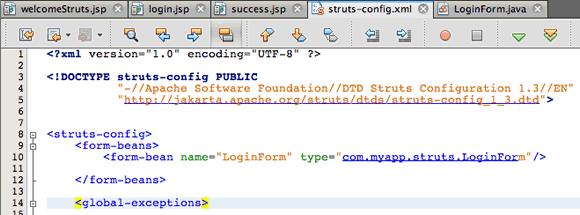 welcomeStruts.jsp login.jsp success.jsp struts-config.xml LoginForm.java
1 <?xml version="1.0" encoding="UTF-8" ?>
2
3 <!DOCTYPE struts-config PUBLIC
4 "-//Apache Software Foundation//DTD Struts Configuration 1.3//EN"
5 "http://jakarta.apache.org/struts/dtds/struts-config_1_3.dtd">
6
7
8 <struts-config>
9 <form-beans>
10 <form-bean name="LoginForm" type="com.myapp.struts.LoginForm"/>
11
12 </form-beans>
13
14 <global-exceptions>